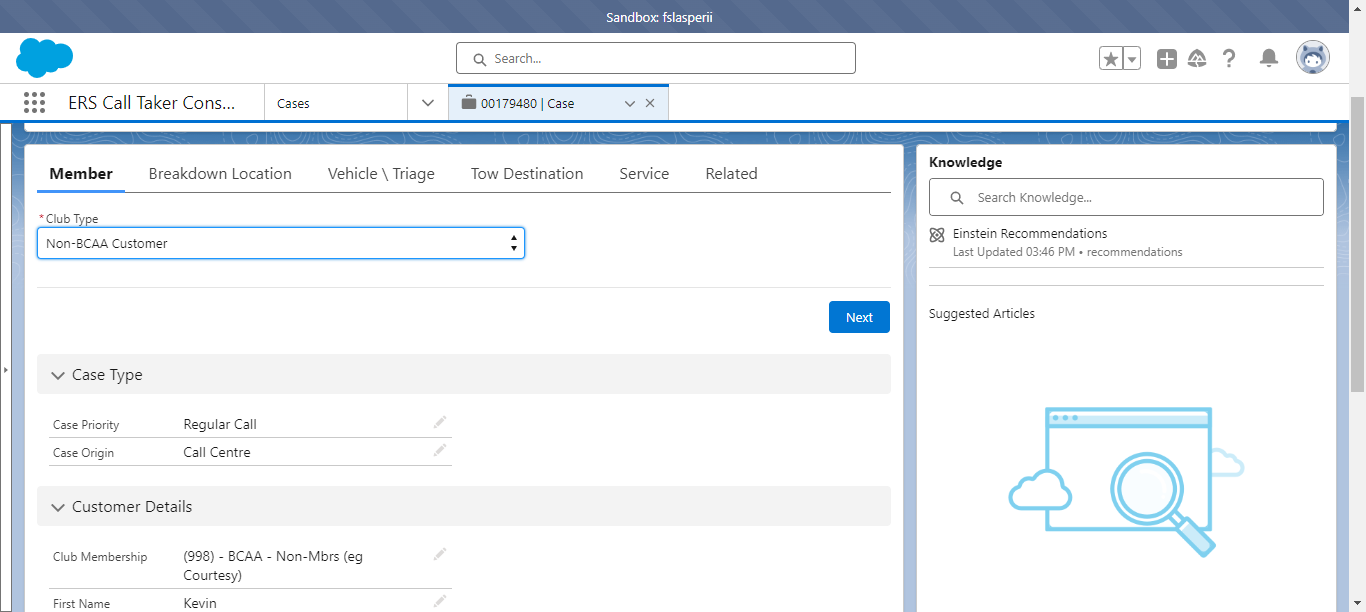 Sandbox: fslasperii
Search...
ERS Call Taker Cons...
Cases
00179480 | Case
Member
Breakdown Location
Vehicle \ Triage
Tow Destination
Service
Related
*Club Type
Non-BCAA Customer
Next
Case Type
Case Priority Regular Call
Case Origin Call Centre
Customer Details
Club Membership (998) - BCAA - Non-Mbrs (eg
Courtesy)
First Name Kevin
Knowledge
Search Knowledge...
Einstein Recommendations
Last Updated 03:46 PM • recommendations
Suggested Articles